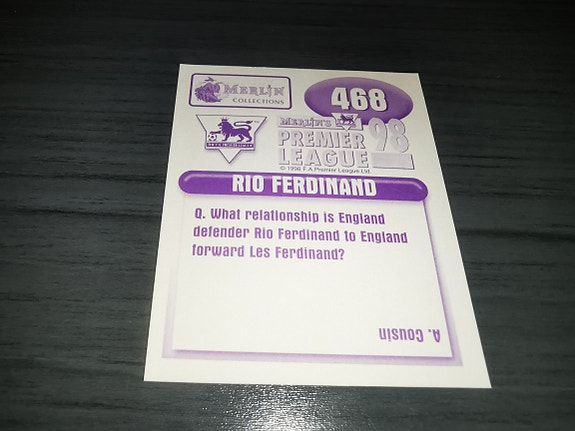 MERLIN
COLLECTIONS
468
MERLIN'S
PREMIER
LEAGUE
98
© 1998 F.A. Premier League Ltd.
RIO FERDINAND
Q. What relationship is England
defender Rio Ferdinand to England
forward Les Ferdinand?
A. Cousin